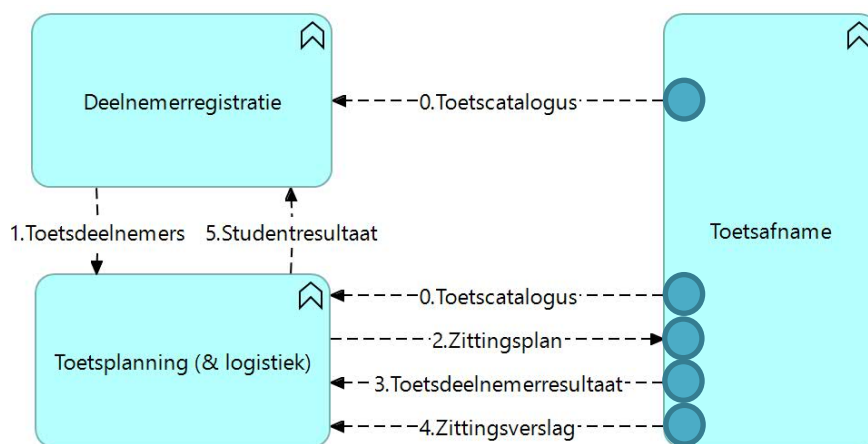 Deelnemerregistratie
0.Toetscatalogus
1.Toetsdeelnemers
5.Studentresultaat
Toetsafname
0.Toetscatalogus
2.Zittingsplan
Toetsplanning (& logistiek)
3.Toetsdeelnemerresultaat
4.Zittingsverslag